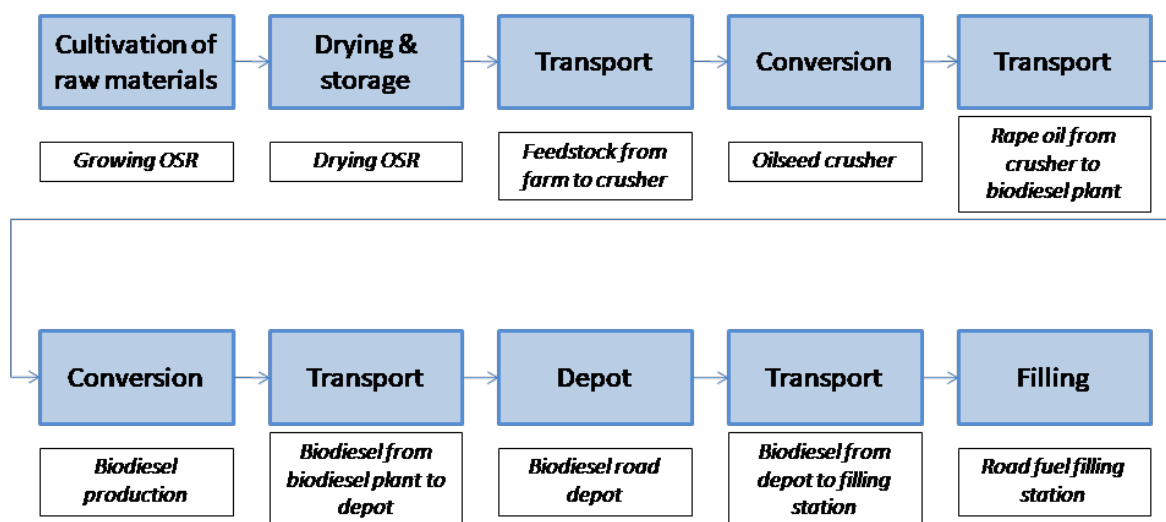 Cultivation of
raw materials
Drying &
storage
Transport
Conversion
Transport
Growing OSR
Drying OSR
Feedstock from
farm to crusher
Oilseed crusher
Rape oil from
crusher to
biodiesel plant
Conversion
Transport
Depot
Transport
Filling
Biodiesel
production
Biodiesel from
biodiesel plant to
depot
Biodiesel road
depot
Biodiesel from
depot to filling
station
Road fuel filling
station